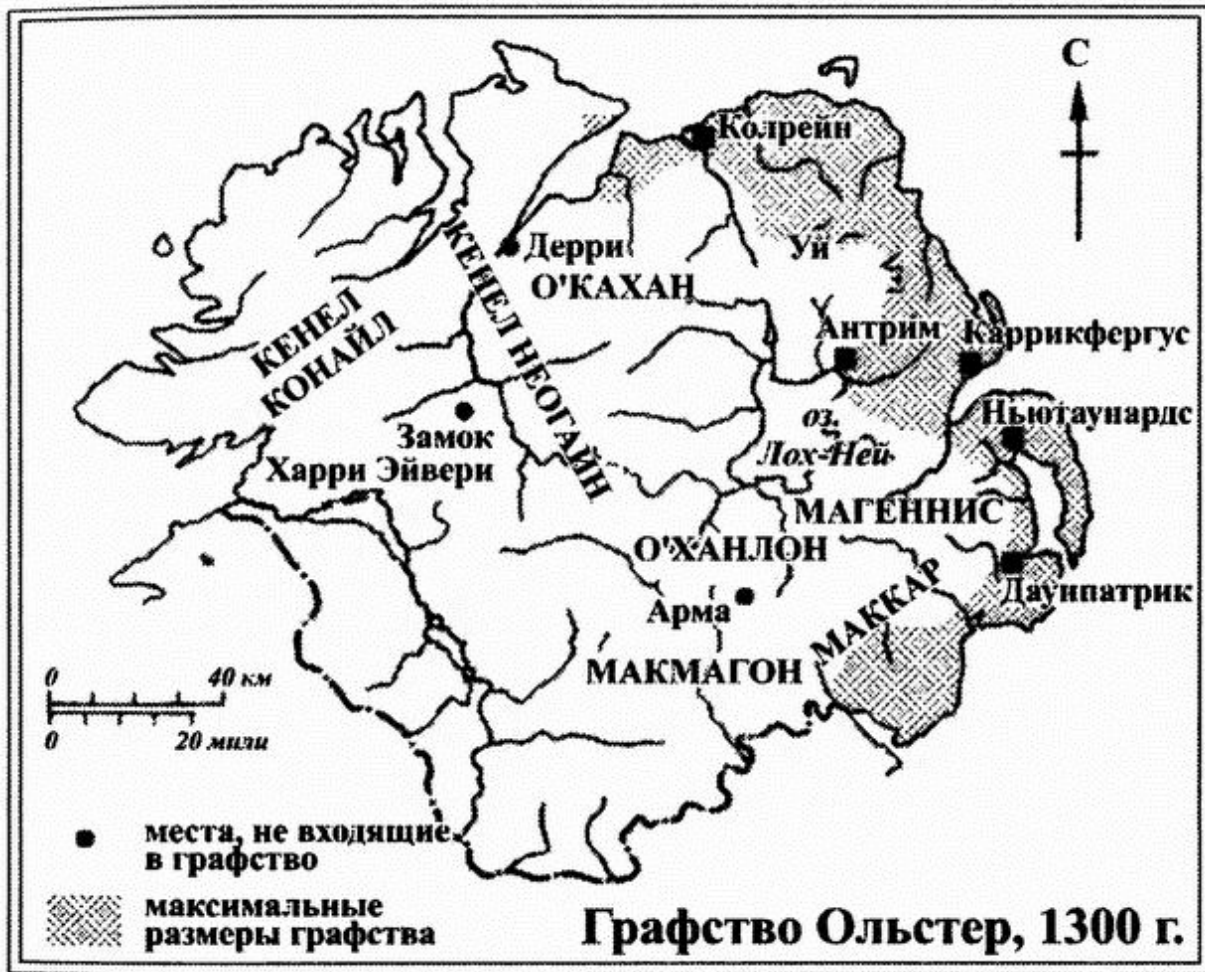 С
Колрейн
Уй
Дерри
О'КАХАН
КЕНЕЛ НЕОГАЙН
КЕНЕЛ
КОНАЙЛ
Антрим
Каррикфергус
Ньютаунардс
оз.
Лох-Ней
Замок
Харри Эйвери
МАГЕННИС
О'ХАНЛОН
Даунпатрик
Арма
МАККАР
МАКМАГОН
0 40 км
0 20 мили
места, не входящие
в графство
максимальные
размеры графства
Графство Ольстер, 1300 г.